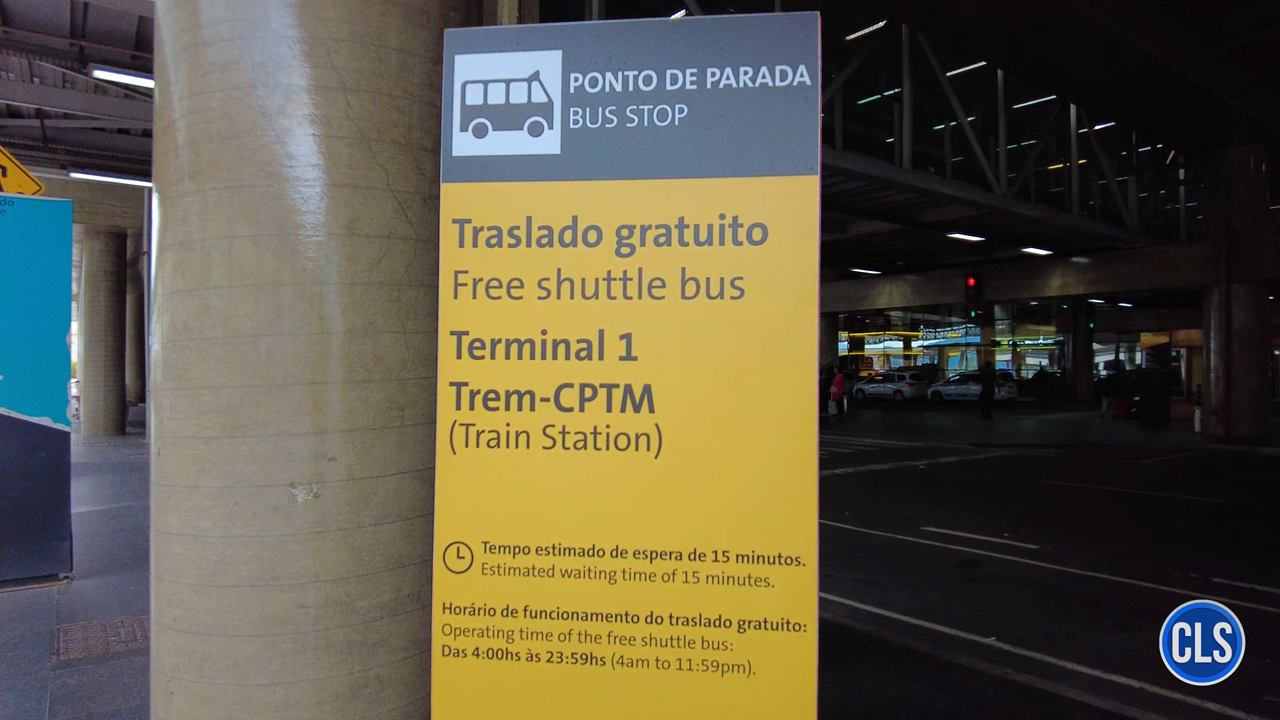 PONTO DE PARADA
BUS STOP
Traslado gratuito
Free shuttle bus
Terminal 1
Trem-CPTM
(Train Station)
Tempo estimado de espera de 15 minutos.
Estimated waiting time of 15 minutes.
Horário de funcionamento do traslado gratuito:
Operating time of the free shuttle bus:
Das 4:00hs às 23:59hs (4am to 11:59pm).
CLS